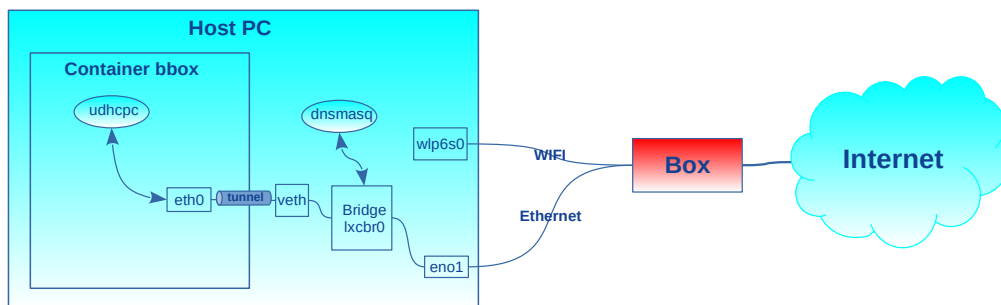 Host PC
Container bbox
udhcpc
dnsmasq
wlp6s0
WIFI
Box
Internet
eth0
tunnel
veth
Bridge
lxcbr0
Ethernet
eno1